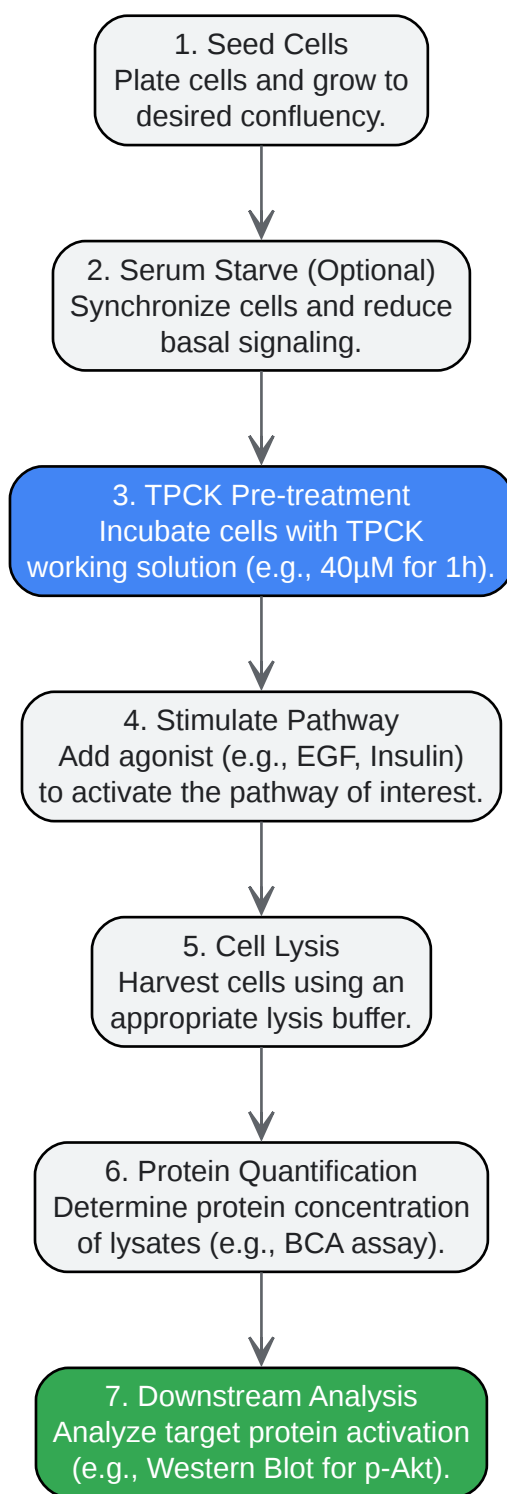 1. Seed Cells
Plate cells and grow to
desired confluency.
2. Serum Starve (Optional)
Synchronize cells and reduce
basal signaling.
3. TPCK Pre-treatment
Incubate cells with TPCK
working solution (e.g., 40µM for 1h).
4. Stimulate Pathway
Add agonist (e.g., EGF, Insulin)
to activate the pathway of interest.
5. Cell Lysis
Harvest cells using an
appropriate lysis buffer.
6. Protein Quantification
Determine protein concentration
of lysates (e.g., BCA assay).
7. Downstream Analysis
Analyze target protein activation
(e.g., Western Blot for p-Akt).